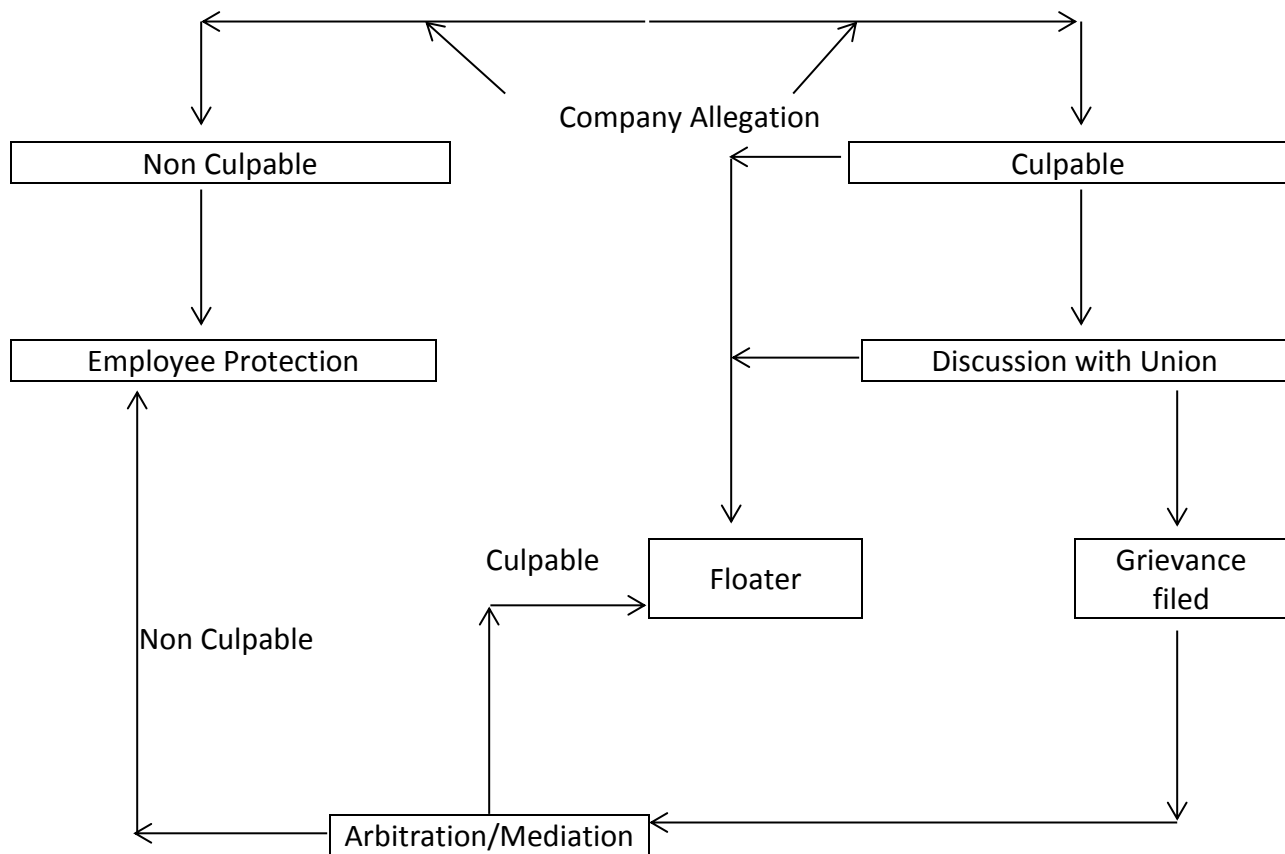 Company Allegation
Non Culpable
Culpable
Employee Protection
Discussion with Union
Culpable
Floater
Grievance
filed
Non Culpable
Arbitration/Mediation